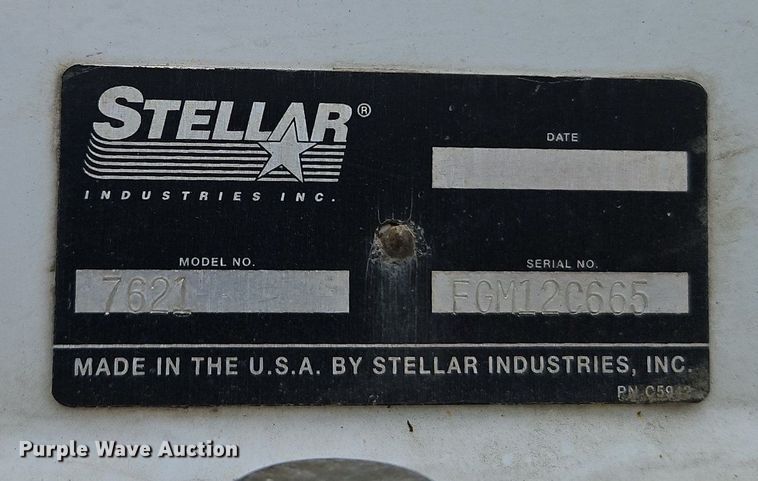 STELLAR®
INDUSTRIES INC.
DATE
MODEL NO.
7621
SERIAL NO.
FGM12C665
MADE IN THE U.S.A. BY STELLAR INDUSTRIES, INC.
PN
Purple Wave Auction